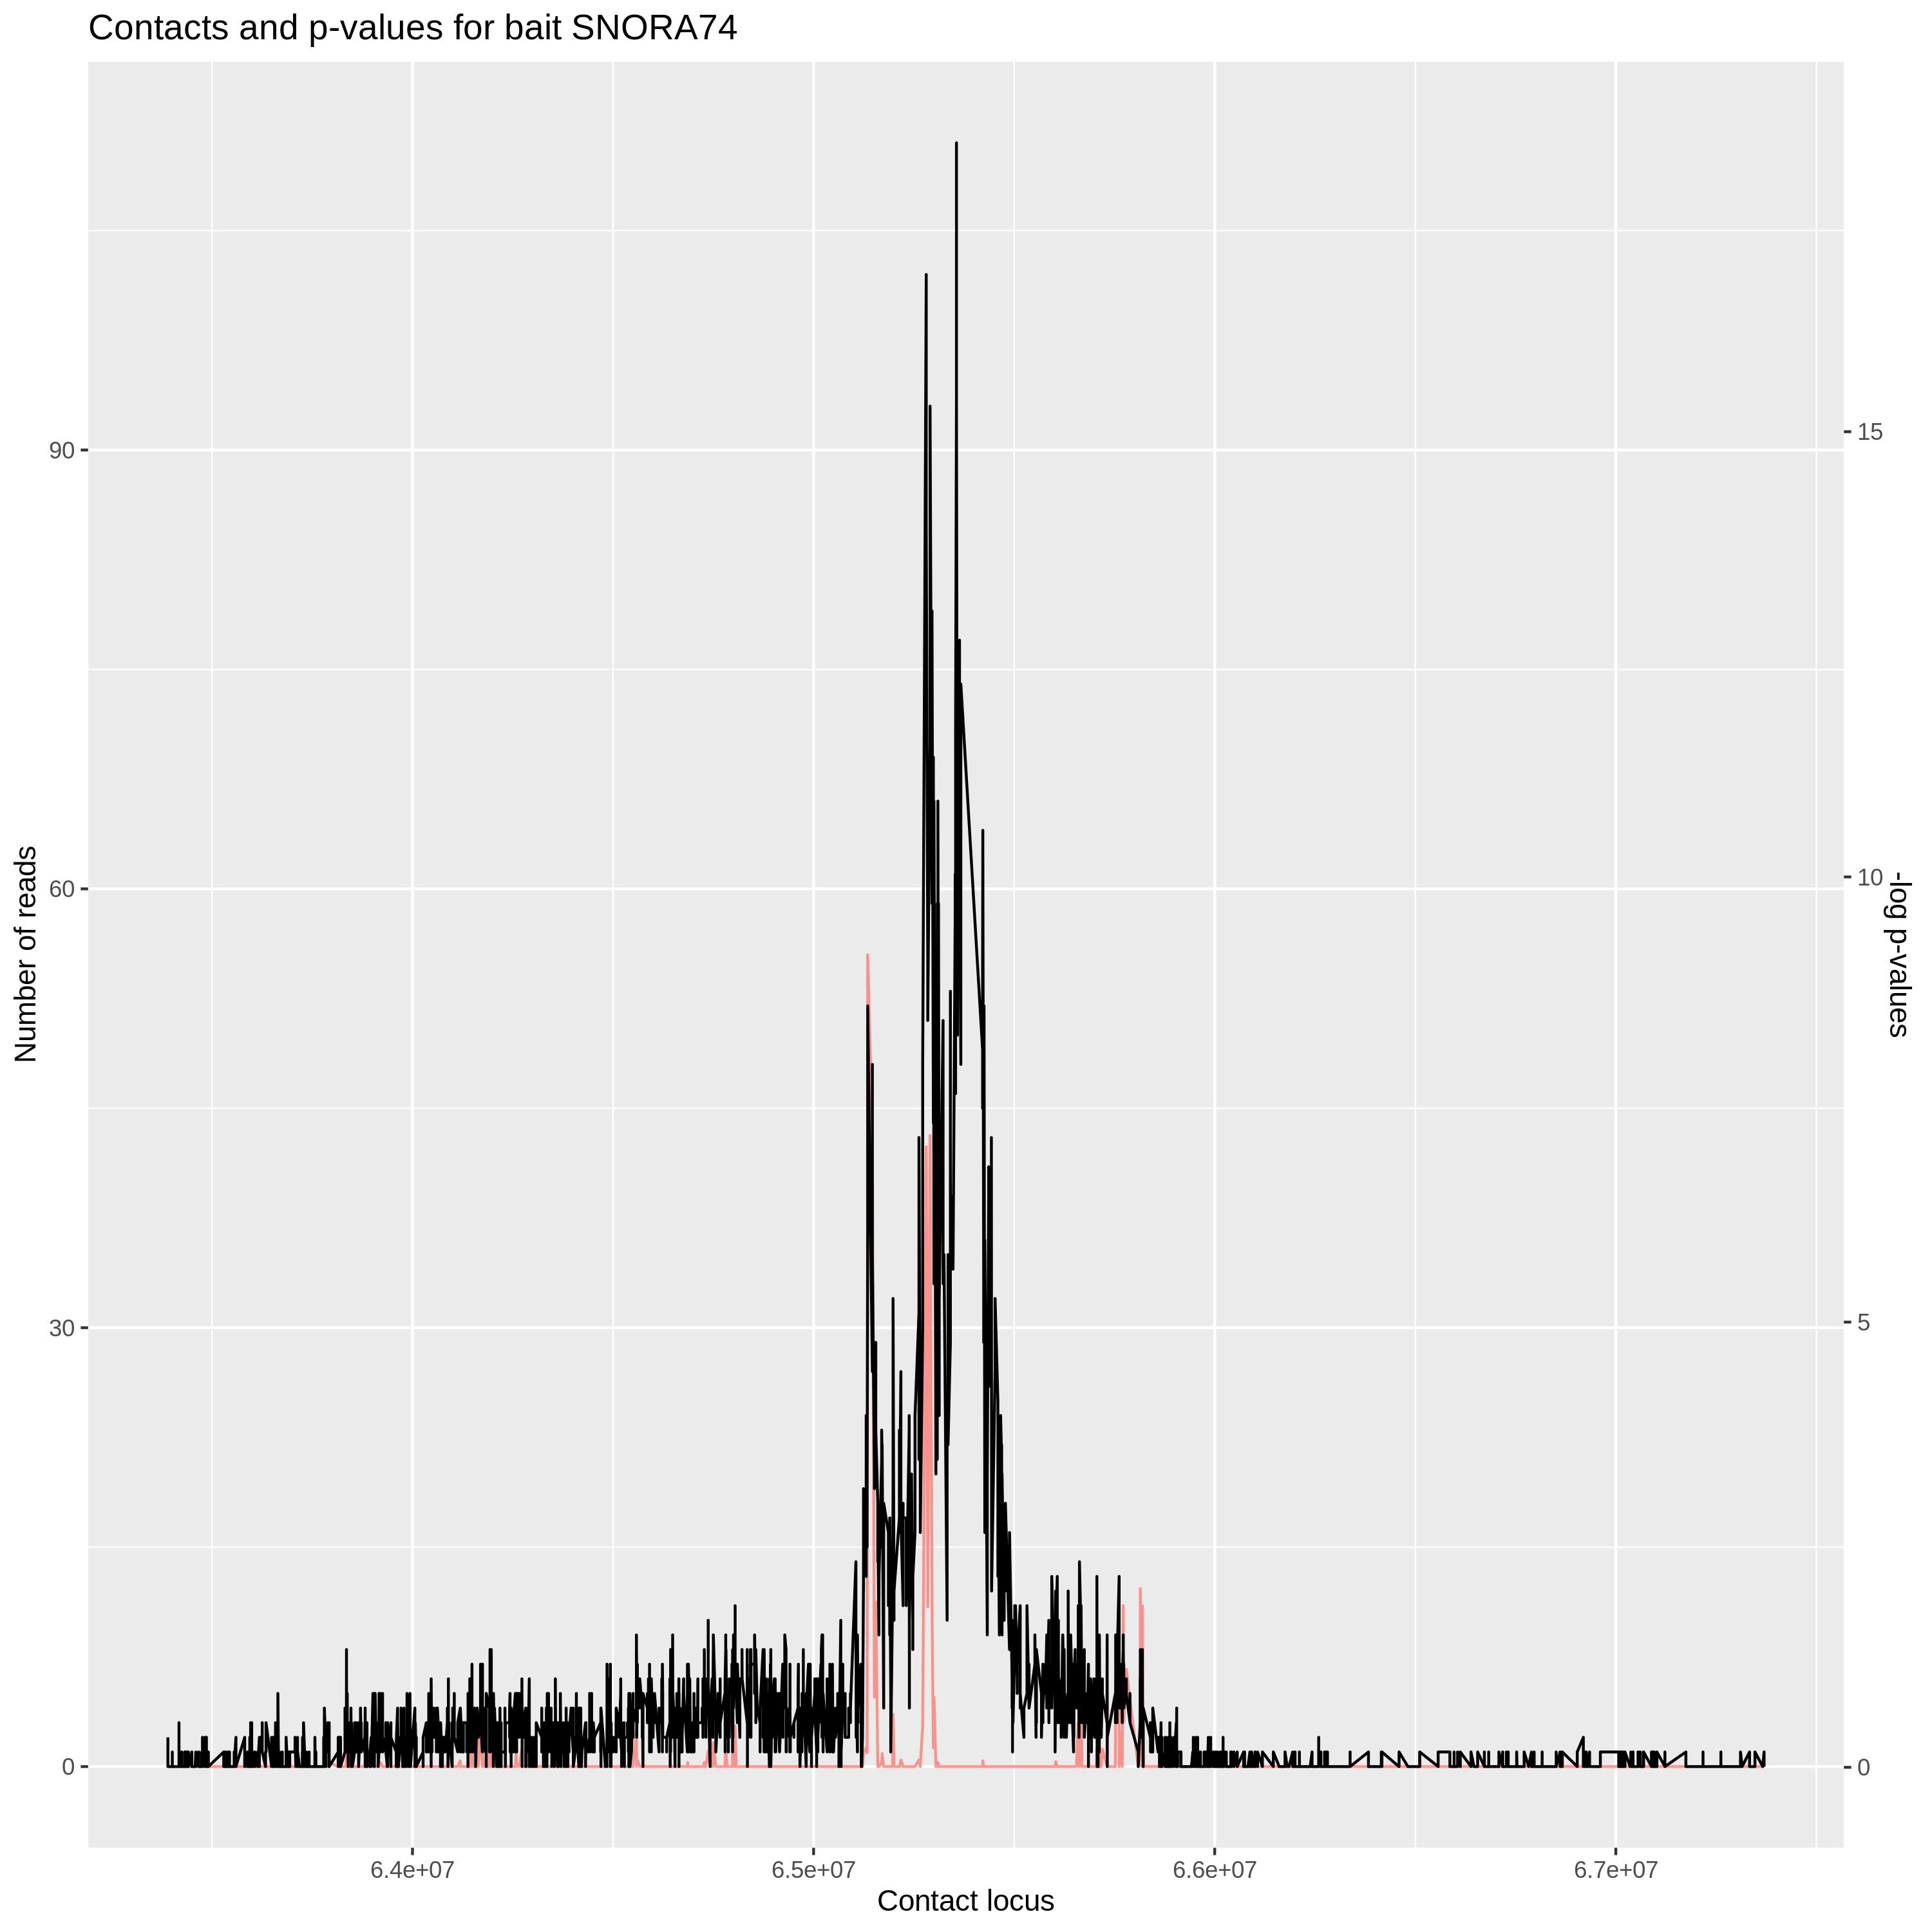 Contacts and p-values for bait SNORA74
Number of reads
90
60
30
0
15
10
5
0
-log p-values
6.4e+07 6.5e+07 6.6e+07 6.7e+07
Contact locus